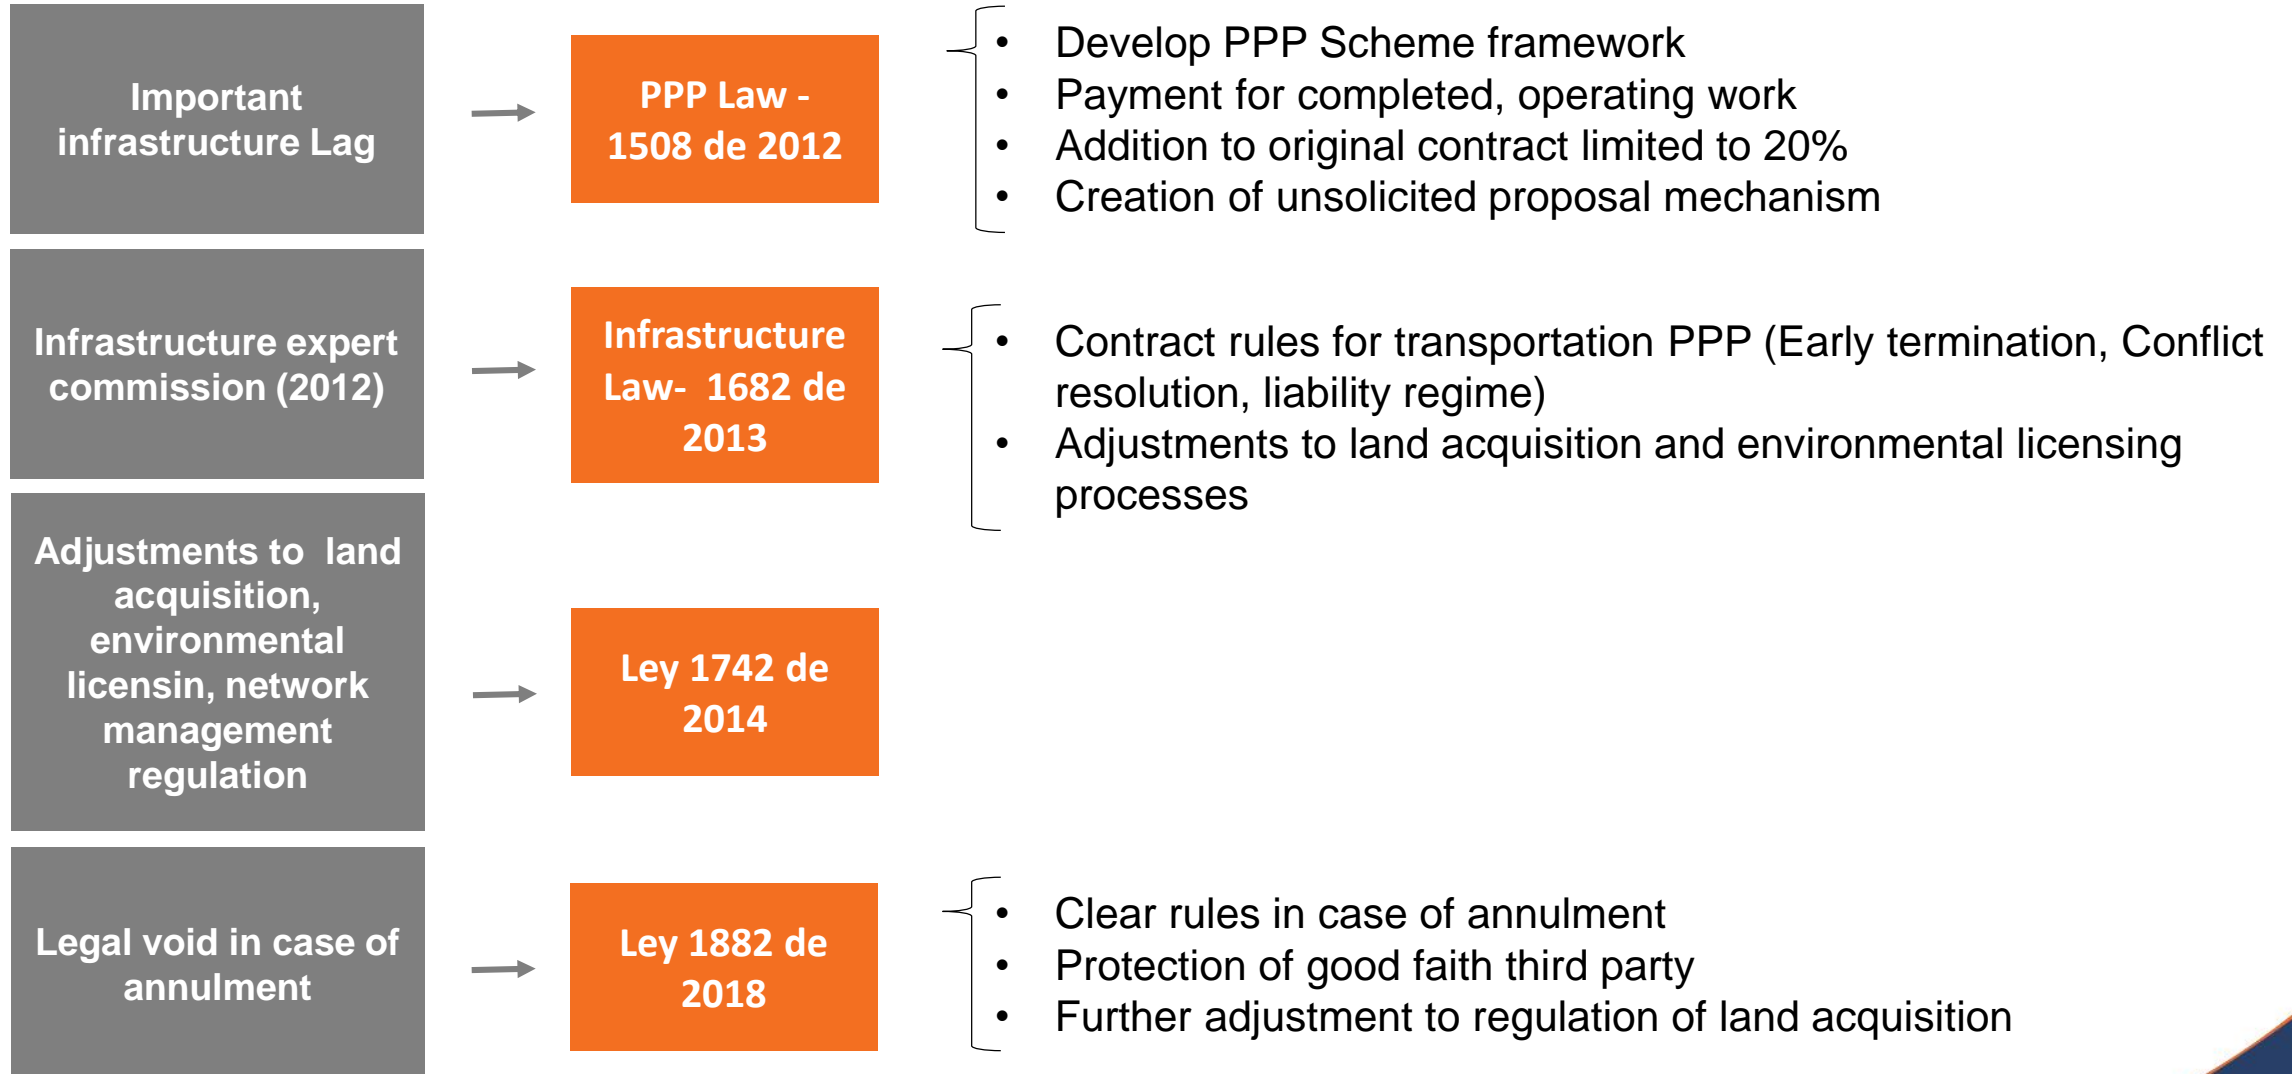 Important
infrastructure Lag
PPP Law -
1508 de 2012
• Develop PPP Scheme framework
• Payment for completed, operating work
• Addition to original contract limited to 20%
• Creation of unsolicited proposal mechanism
Infrastructure expert
commission (2012)
Infrastructure
Law- 1682 de
2013
• Contract rules for transportation PPP (Early termination, Conflict
resolution, liability regime)
• Adjustments to land acquisition and environmental licensing
processes
Adjustments to land
acquisition,
environmental
licensin, network
management
regulation
Ley 1742 de
2014
Legal void in case of
annulment
Ley 1882 de
2018
• Clear rules in case of annulment
• Protection of good faith third party
• Further adjustment to regulation of land acquisition